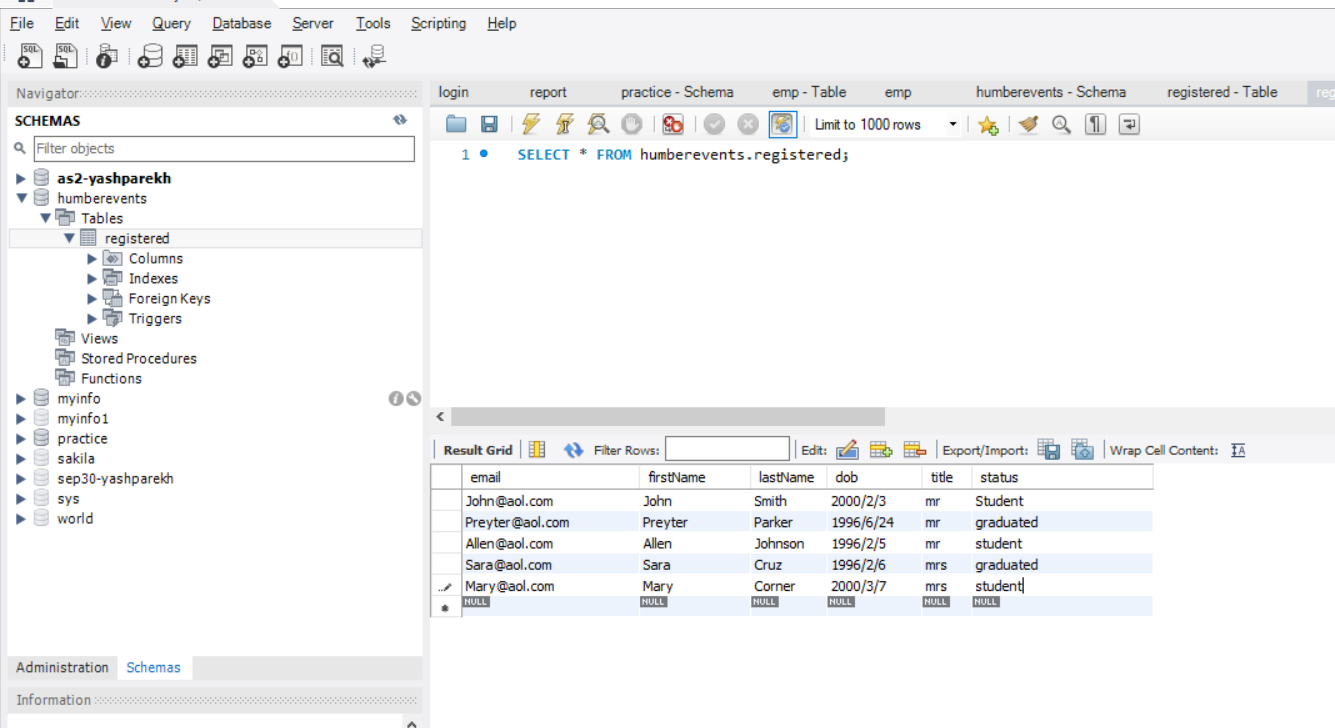 File Edit View Query Database Server Tools Scripting Help
SQL SQL
Navigator
SCHEMAS
Filter objects
as2-yashparekh
humberevents
Tables
registered
Columns
Indexes
Foreign Keys
Triggers
Views
Stored Procedures
Functions
myinfo
myinfo1
practice
sakila
sep30-yashparekh
sys
world
Administration Schemas
Information
login report practice - Schema emp - Table emp humberevents - Schema registered - Table
Limit to 1000 rows
1 SELECT * FROM humberevents.registered;
Result Grid Filter Rows: Edit: Export/Import: Wrap Cell Content:
email firstName lastName dob title status
John@aol.com John Smith 2000/2/3 mr Student
Preyter@aol.com Preyter Parker 1996/6/24 mr graduated
Allen@aol.com Allen Johnson 1996/2/5 mr student
Sara@aol.com Sara Cruz 1996/2/6 mrs graduated
Mary@aol.com Mary Corner 2000/3/7 mrs student
NULL NULL NULL NULL NULL NULL